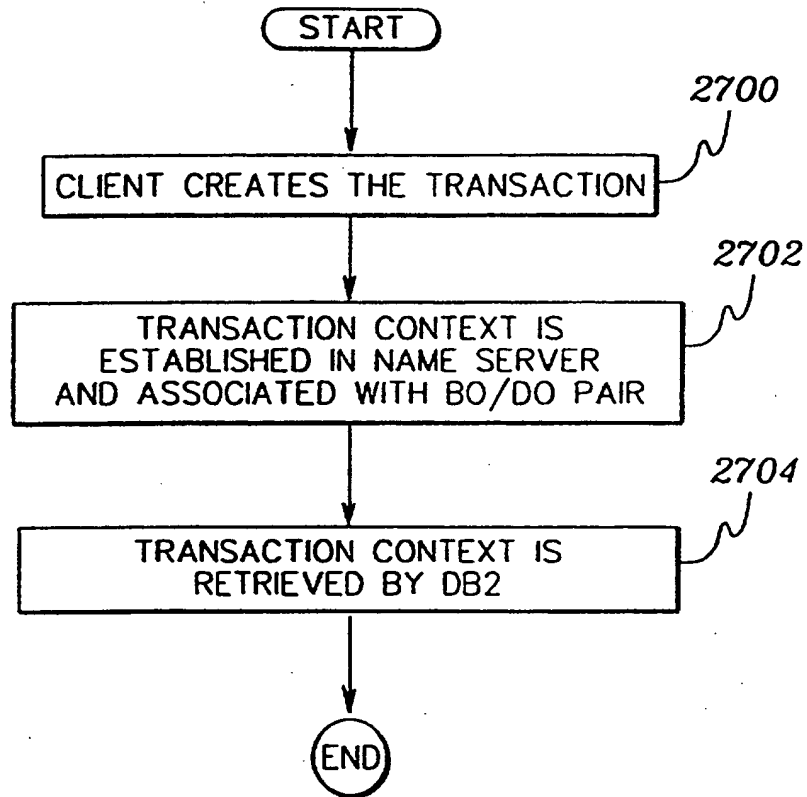 START
2700
CLIENT CREATES THE TRANSACTION
2702
TRANSACTION CONTEXT IS
ESTABLISHED IN NAME SERVER
AND ASSOCIATED WITH BO/DO PAIR
2704
TRANSACTION CONTEXT IS
RETRIEVED BY DB2
END